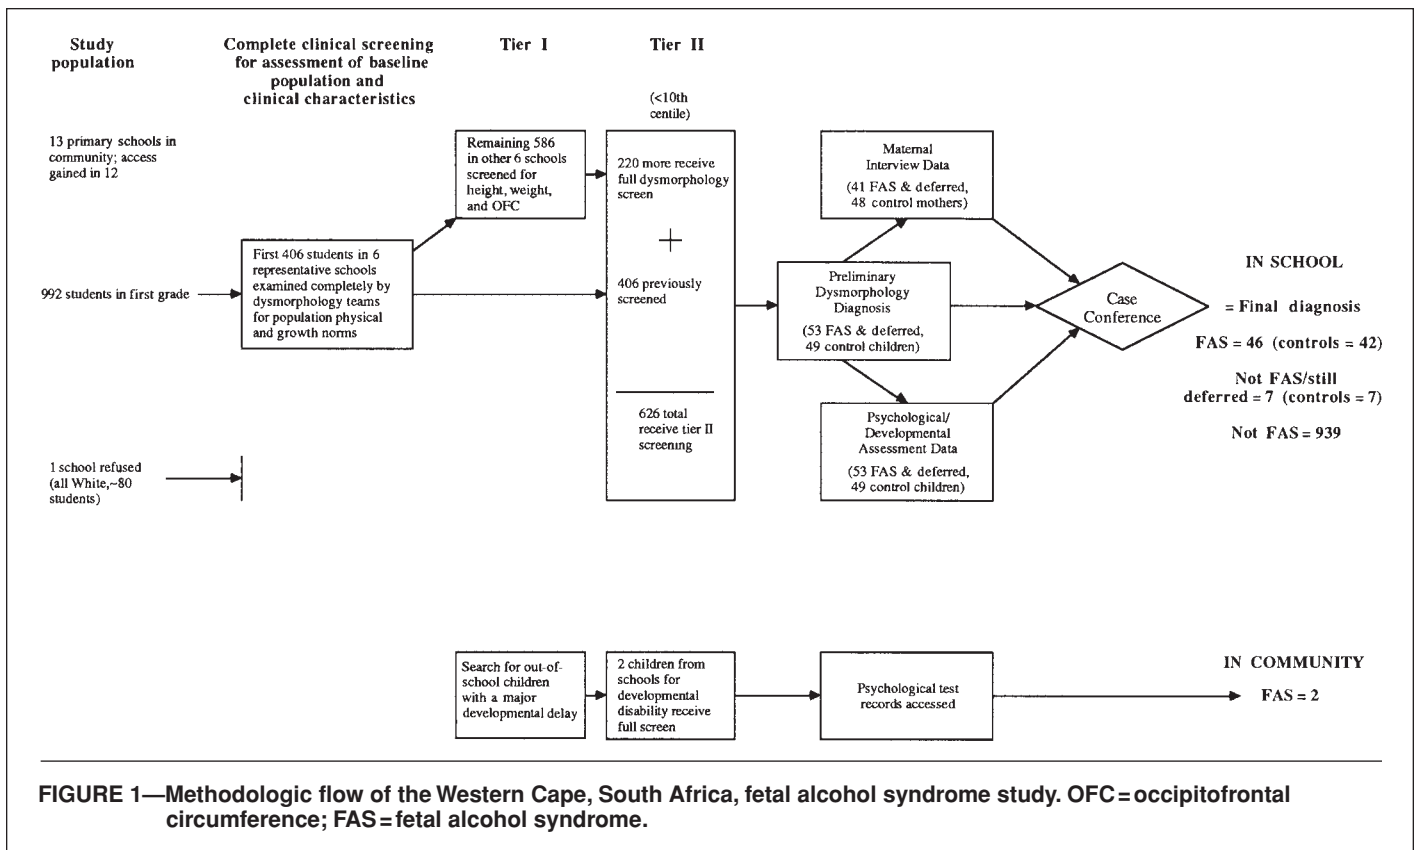 Study
population
Complete clinical screening
for assessment of baseline
population and
clinical characteristics
Tier I
Tier II
(<10th
centile)
13 primary schools in
community; access
gained in 12
Remaining 586
in other 6 schools
screened for
height, weight,
and OFC
220 more receive
full dysmorphology
screen
+
406 previously
screened
626 total
receive tier II
screening
Maternal
Interview Data
(41 FAS & deferred,
48 control mothers)
992 students in first grade
First 406 students in 6
representative schools
examined completely by
dysmorphology teams
for population physical
and growth norms
Preliminary
Dysmorphology
Diagnosis
(53 FAS & deferred,
49 control children)
Case
Conference
IN SCHOOL
= Final diagnosis
FAS = 46 (controls = 42)
Not FAS/still
deferred = 7 (controls = 7)
Not FAS = 939
Psychological/
Developmental
Assessment Data
(53 FAS & deferred,
49 control children)
1 school refused
(all White,~80
students)
Search for out-of-
school children
with a major
developmental delay
2 children from
schools for
developmental
disability receive
full screen
Psychological test
records accessed
IN COMMUNITY
FAS = 2
FIGURE 1—Methodologic flow of the Western Cape, South Africa, fetal alcohol syndrome study. OFC=occipitofrontal
circumference; FAS=fetal alcohol syndrome.